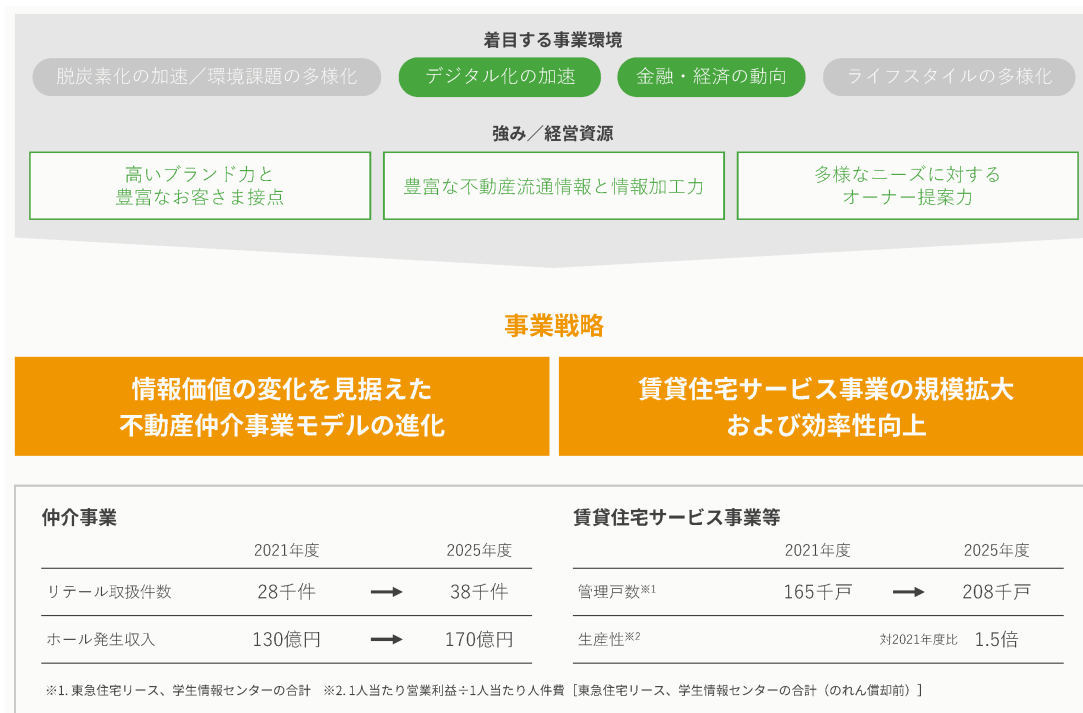 着目する事業環境
脱炭素化の加速／環境課題の多様化
デジタル化の加速
金融・経済の動向
ライフスタイルの多様化
強み／経営資源
高いブランド力と
豊富なお客さま接点
豊富な不動産流通情報と情報加工力
多様なニーズに対する
オーナー提案力
事業戦略
情報価値の変化を見据えた
不動産仲介事業モデルの進化
賃貸住宅サービス事業の規模拡大
および効率性向上
仲介事業
2021年度 2025年度
リテール取扱件数 28千件 → 38千件
ホール発生収入 130億円 → 170億円
賃貸住宅サービス事業等
2021年度 2025年度
管理戸数※1 165千戸 → 208千戸
生産性※2 対2021年度比 1.5倍
※1. 東急住宅リース、学生情報センターの合計 ※2. 1人当たり営業利益÷1人当たり人件費［東急住宅リース、学生情報センターの合計（のれん償却前）］